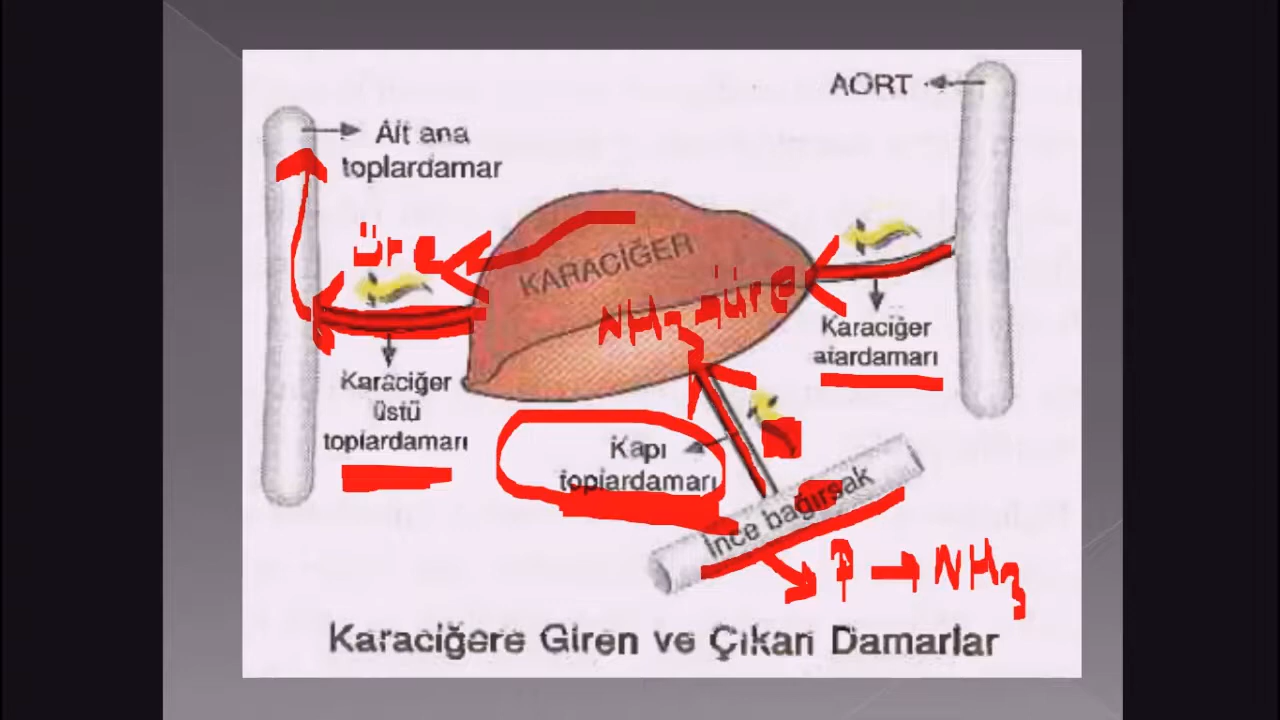 AORT
Alt ana
toplardamar
üre
KARACİĞER
NH3 → üre
Karaciğer
atardamarı
Karaciğer
üstü
toplardamarı
Kapı
toplardamarı
İnce bağırsak
P → NH3
Karaciğere Giren ve Çıkan Damarlar